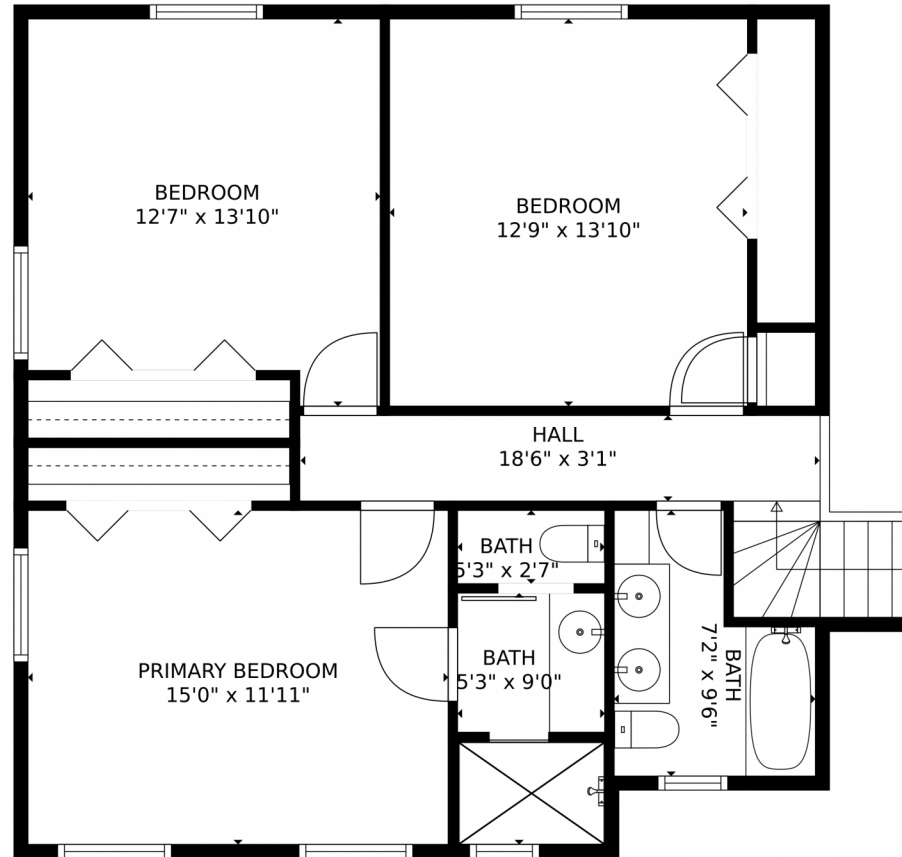 BEDROOM
12'7" x 13'10"
BEDROOM
12'9" x 13'10"
HALL
18'6" x 3'1"
BATH
5'3" x 2'7"
BATH
5'3" x 9'0"
BATH
7'2" x 9'6"
PRIMARY BEDROOM
15'0" x 11'11"